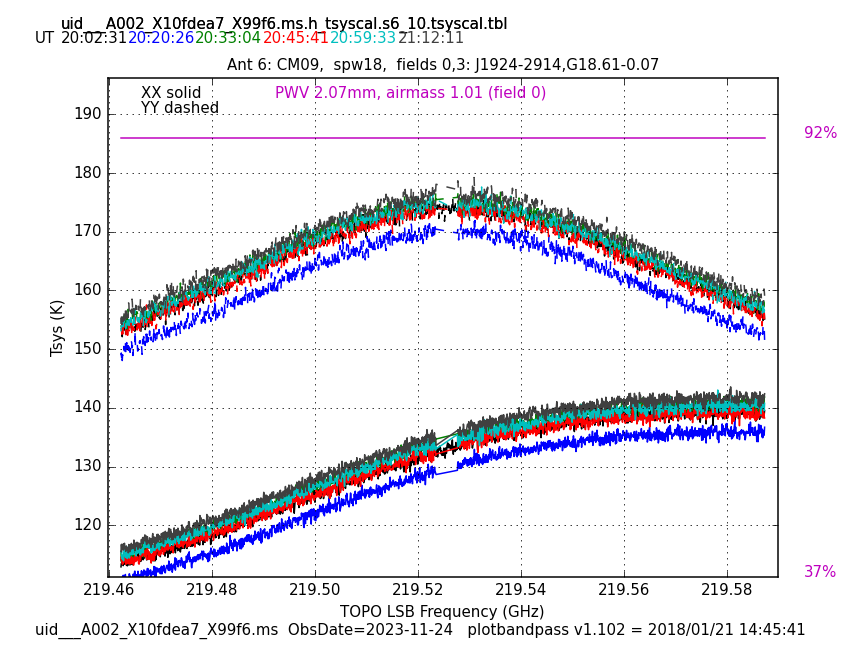 uid___A002_X10fdea7_X99f6.ms.h_tsyscal.s6_10.tsyscal.tbl
UT 20:02:31 20:20:26 20:33:04 20:45:41 20:59:33 21:12:11
Ant 6: CM09,  spw18,  fields 0,3: J1924-2914,G18.61-0.07
XX solid
PWV 2.07mm, airmass 1.01 (field 0)
YY dashed
190
92%
180
170
160
150
Tsys (K)
140
130
120
37%
219.46 219.48 219.50 219.52 219.54 219.56 219.58
TOPO LSB Frequency (GHz)
uid___A002_X10fdea7_X99f6.ms  ObsDate=2023-11-24   plotbandpass v1.102 = 2018/01/21 14:45:41